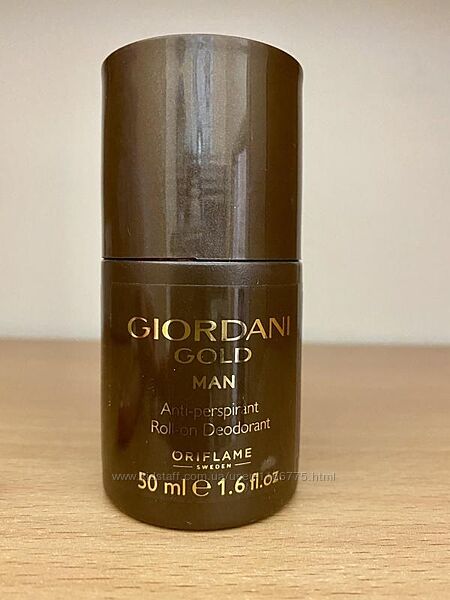 GIORDANI
GOLD
MAN
Anti-perspirant
Roll-on Deodorant
ORIFLAME
SWEDEN
50 ml e 1.6 fl.oz